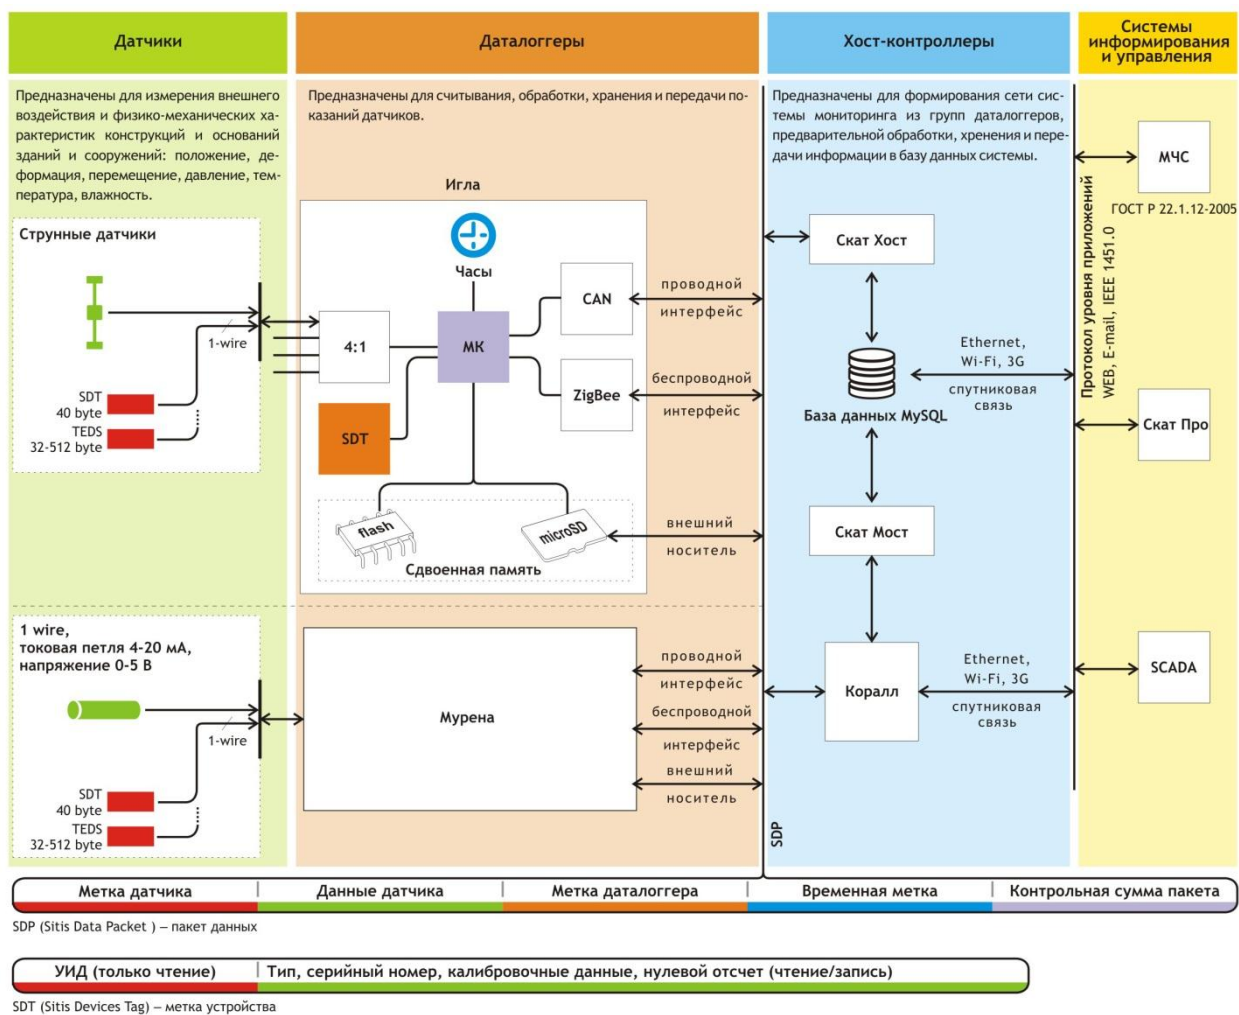 Датчики
Даталоггеры
Хост-контроллеры
Системы
информирования
и управления
Предназначены для измерения внешнего
воздействия и физико-механических ха-
рактеристик конструкций и оснований
зданий и сооружений: положение, де-
формация, перемещение, давление, тем-
пература, влажность.
Предназначены для считывания, обработки, хранения и передачи по-
казаний датчиков.
Предназначены для формирования сети сис-
темы мониторинга из групп даталоггеров,
предварительной обработки, хренения и пере-
дачи информации в базу данных системы.
Струнные датчики
1-wire
SDT
40 byte
TEDS
32-512 byte
Игла
Часы
4:1
МК
CAN
ZigBee
SDT
flash
microSD
Сдвоенная память
проводной
интерфейс
беспроводной
интерфейс
внешний
носитель
Скат Хост
База данных MySQL
Ethernet,
Wi-Fi, 3G
спутниковая
связь
Скат Мост
Протокол уровня приложений
WEB, E-mail, IEEE 1451.0
МЧС
ГОСТ Р 22.1.12-2005
Скат Про
1 wire,
токовая петля 4-20 мА,
напряжение 0-5 В
1-wire
SDT
40 byte
TEDS
32-512 byte
Мурена
проводной
интерфейс
беспроводной
интерфейс
внешний
носитель
SDP
Коралл
Ethernet,
Wi-Fi, 3G
спутниковая
связь
SCADA
Метка датчика
Данные датчика
Метка даталоггера
Временная метка
Контрольная сумма пакета
SDP (Sitis Data Packet ) – пакет данных
УИД (только чтение)
Тип, серийный номер, калибровочные данные, нулевой отсчет (чтение/запись)
SDT (Sitis Devices Tag) – метка устройства